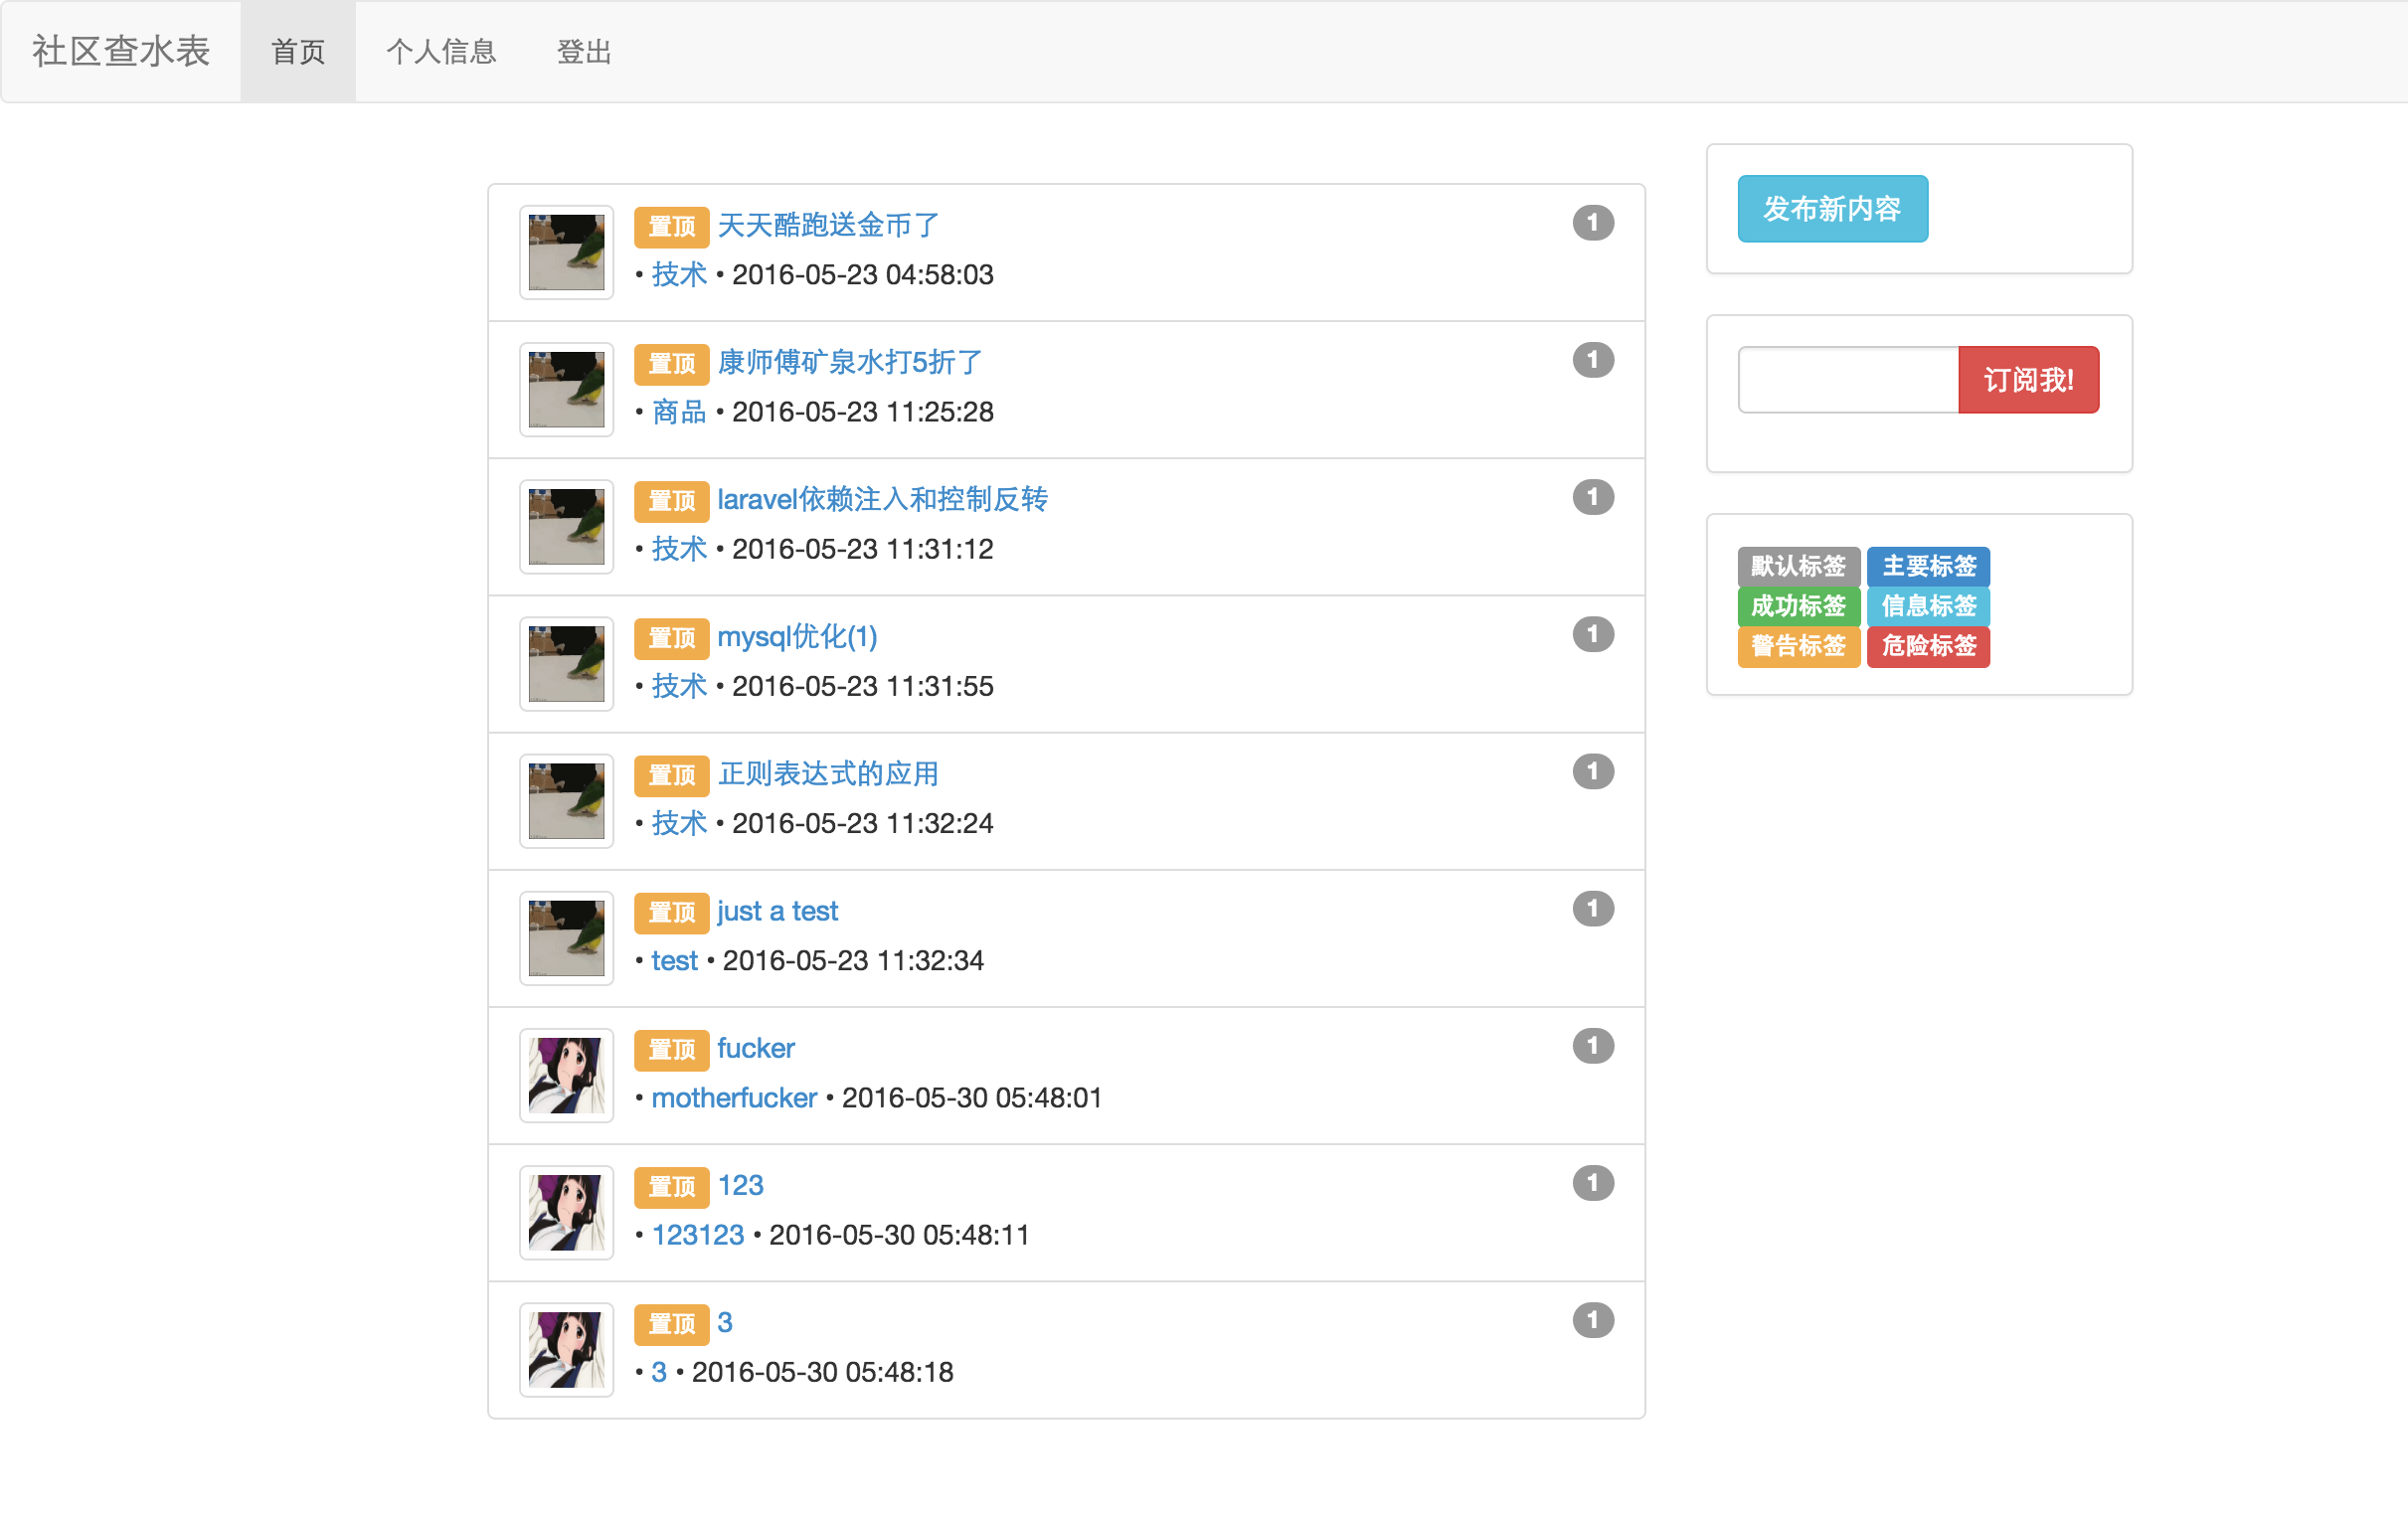 社区查水表 首页 个人信息 登出
置顶 天天酷跑送金币了 1
• 技术 • 2016-05-23 04:58:03
置顶 康师傅矿泉水打5折了 1
• 商品 • 2016-05-23 11:25:28
置顶 laravel依赖注入和控制反转 1
• 技术 • 2016-05-23 11:31:12
置顶 mysql优化(1) 1
• 技术 • 2016-05-23 11:31:55
置顶 正则表达式的应用 1
• 技术 • 2016-05-23 11:32:24
置顶 just a test 1
• test • 2016-05-23 11:32:34
置顶 fucker 1
• motherfucker • 2016-05-30 05:48:01
置顶 123 1
• 123123 • 2016-05-30 05:48:11
置顶 3 1
• 3 • 2016-05-30 05:48:18
发布新内容
订阅我!
默认标签 主要标签
成功标签 信息标签
警告标签 危险标签